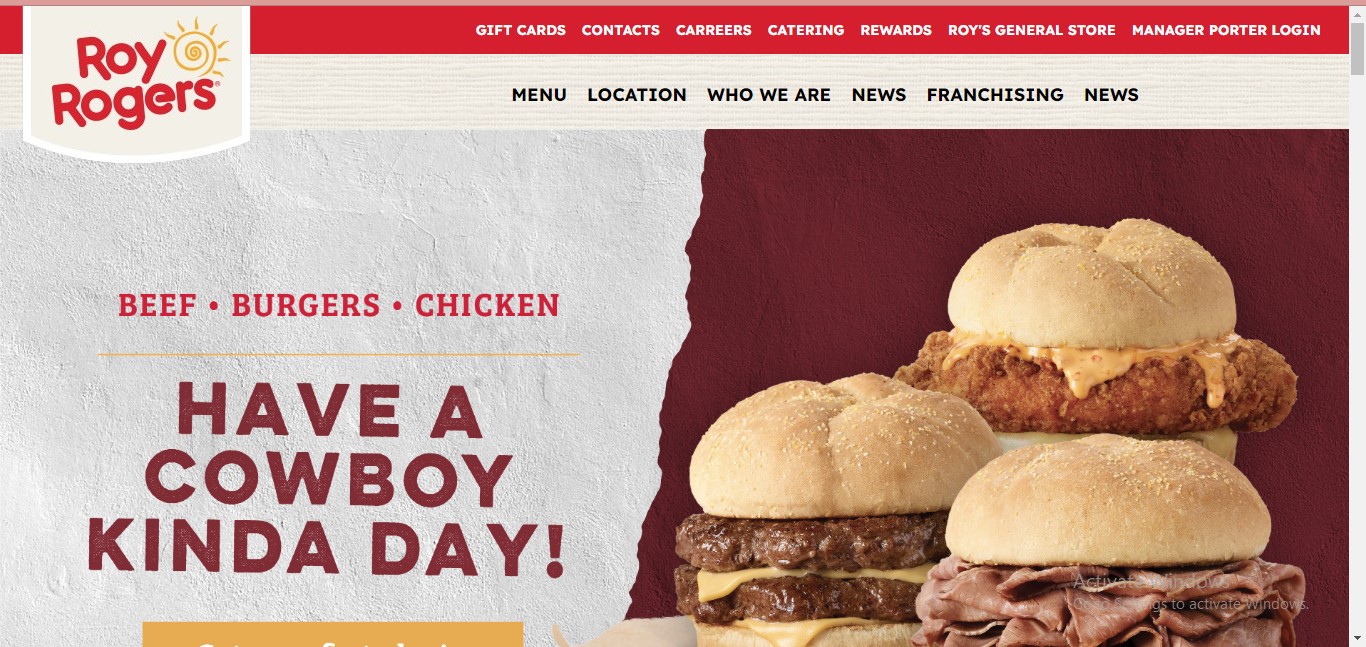 Roy
Rogers
GIFT CARDS CONTACTS CARREERS CATERING REWARDS ROY'S GENERAL STORE MANAGER PORTER LOGIN
MENU LOCATION WHO WE ARE NEWS FRANCHISING NEWS
BEEF • BURGERS • CHICKEN
HAVE A
COWBOY
KINDA DAY!
Activate Windows
Go to Settings to activate Windows.